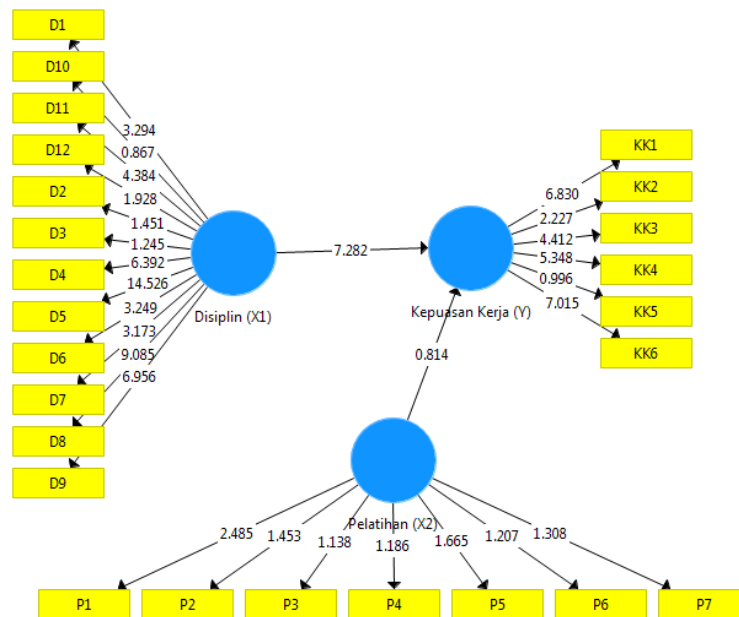 D1
D10
D11
D12
D2
D3
D4
D5
D6
D7
D8
D9
3.294
0.867
4.384
1.928
1.451
1.245
6.392
14.526
3.249
3.173
9.085
6.956
Disiplin (X1)
7.282
Kepuasan Kerja (Y)
6.830
2.227
4.412
5.348
0.996
7.015
KK1
KK2
KK3
KK4
KK5
KK6
0.814
Pelatihan (X2)
2.485
1.453
1.138
1.186
1.665
1.207
1.308
P1
P2
P3
P4
P5
P6
P7